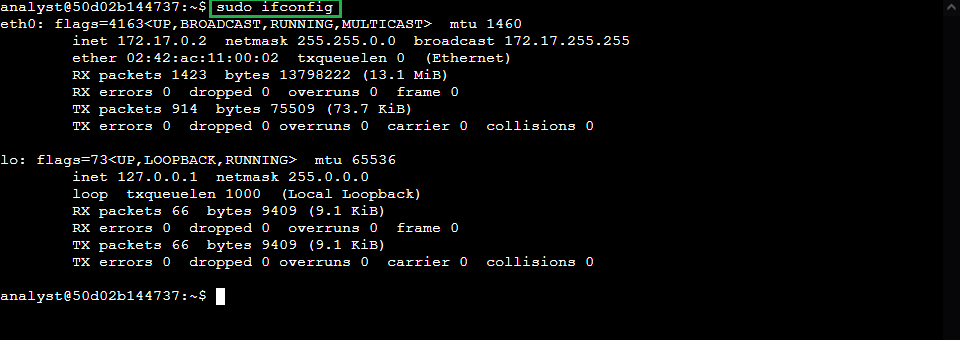 analyst@50d02b144737:~$ sudo ifconfig
eth0: flags=4163<UP,BROADCAST,RUNNING,MULTICAST>  mtu 1460
        inet 172.17.0.2  netmask 255.255.0.0  broadcast 172.17.255.255
        ether 02:42:ac:11:00:02  txqueuelen 0  (Ethernet)
        RX packets 1423  bytes 13798222 (13.1 MiB)
        RX errors 0  dropped 0  overruns 0  frame 0
        TX packets 914  bytes 75509 (73.7 KiB)
        TX errors 0  dropped 0 overruns 0  carrier 0  collisions 0

lo: flags=73<UP,LOOPBACK,RUNNING>  mtu 65536
        inet 127.0.0.1  netmask 255.0.0.0
        loop  txqueuelen 1000  (Local Loopback)
        RX packets 66  bytes 9409 (9.1 KiB)
        RX errors 0  dropped 0  overruns 0  frame 0
        TX packets 66  bytes 9409 (9.1 KiB)
        TX errors 0  dropped 0 overruns 0  carrier 0  collisions 0

analyst@50d02b144737:~$